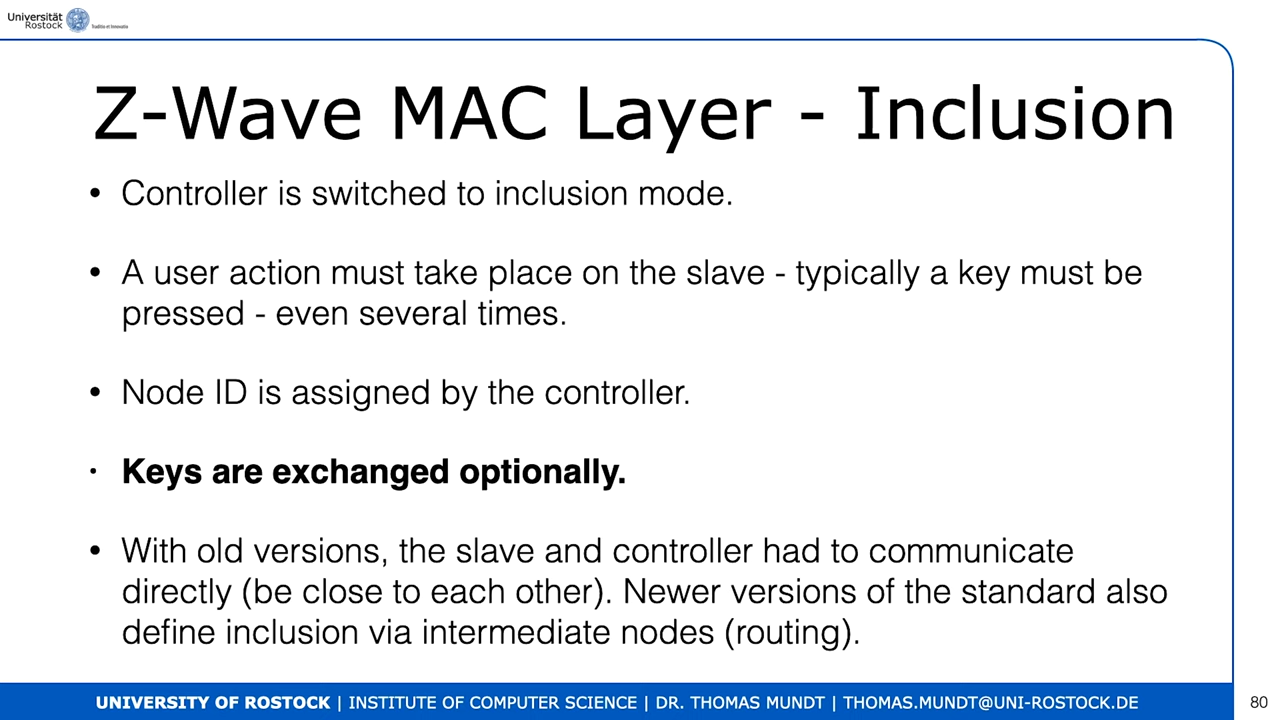 Universität
Rostock
Traditio et Innovatio
Z-Wave MAC Layer - Inclusion
• Controller is switched to inclusion mode.
• A user action must take place on the slave - typically a key must be
pressed - even several times.
• Node ID is assigned by the controller.
• Keys are exchanged optionally.
• With old versions, the slave and controller had to communicate
directly (be close to each other). Newer versions of the standard also
define inclusion via intermediate nodes (routing).
UNIVERSITY OF ROSTOCK | INSTITUTE OF COMPUTER SCIENCE | DR. THOMAS MUNDT | THOMAS.MUNDT@UNI-ROSTOCK.DE
80